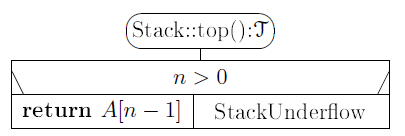 Stack::top():𝒯
n > 0
return A[n − 1]
StackUnderflow